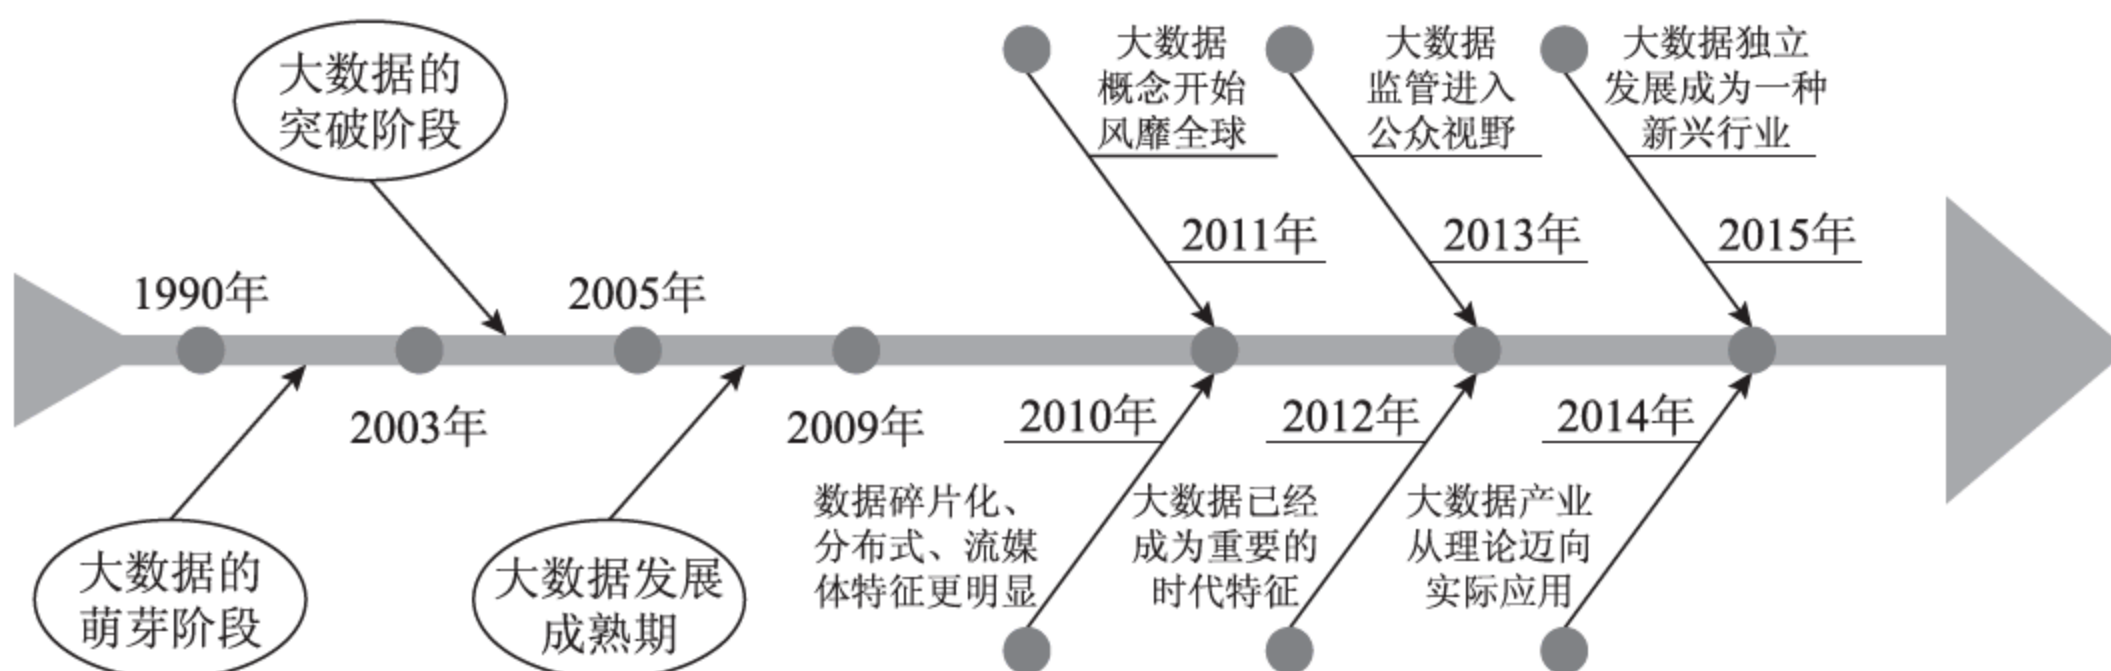 大数据的
突破阶段
大数据
概念开始
风靡全球
大数据
监管进入
公众视野
大数据独立
发展成为一种
新兴行业
2011年
2013年
2015年
1990年
2005年
2003年
2009年
2010年
2012年
2014年
大数据的
萌芽阶段
大数据发展
成熟期
数据碎片化、
分布式、流媒
体特征更明显
大数据已经
成为重要的
时代特征
大数据产业
从理论迈向
实际应用